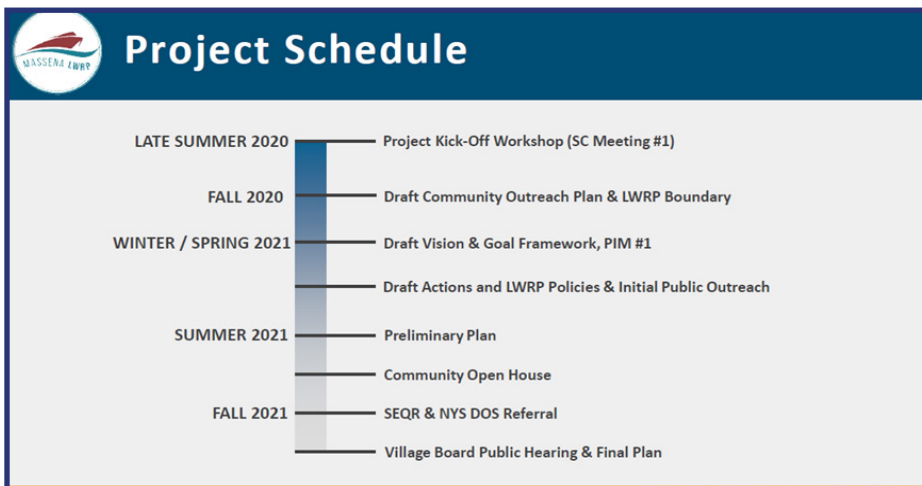 MASSENA LWRP
Project Schedule
LATE SUMMER 2020 Project Kick-Off Workshop (SC Meeting #1)
FALL 2020 Draft Community Outreach Plan & LWRP Boundary
WINTER / SPRING 2021 Draft Vision & Goal Framework, PIM #1
Draft Actions and LWRP Policies & Initial Public Outreach
SUMMER 2021 Preliminary Plan
Community Open House
FALL 2021 SEQR & NYS DOS Referral
Village Board Public Hearing & Final Plan